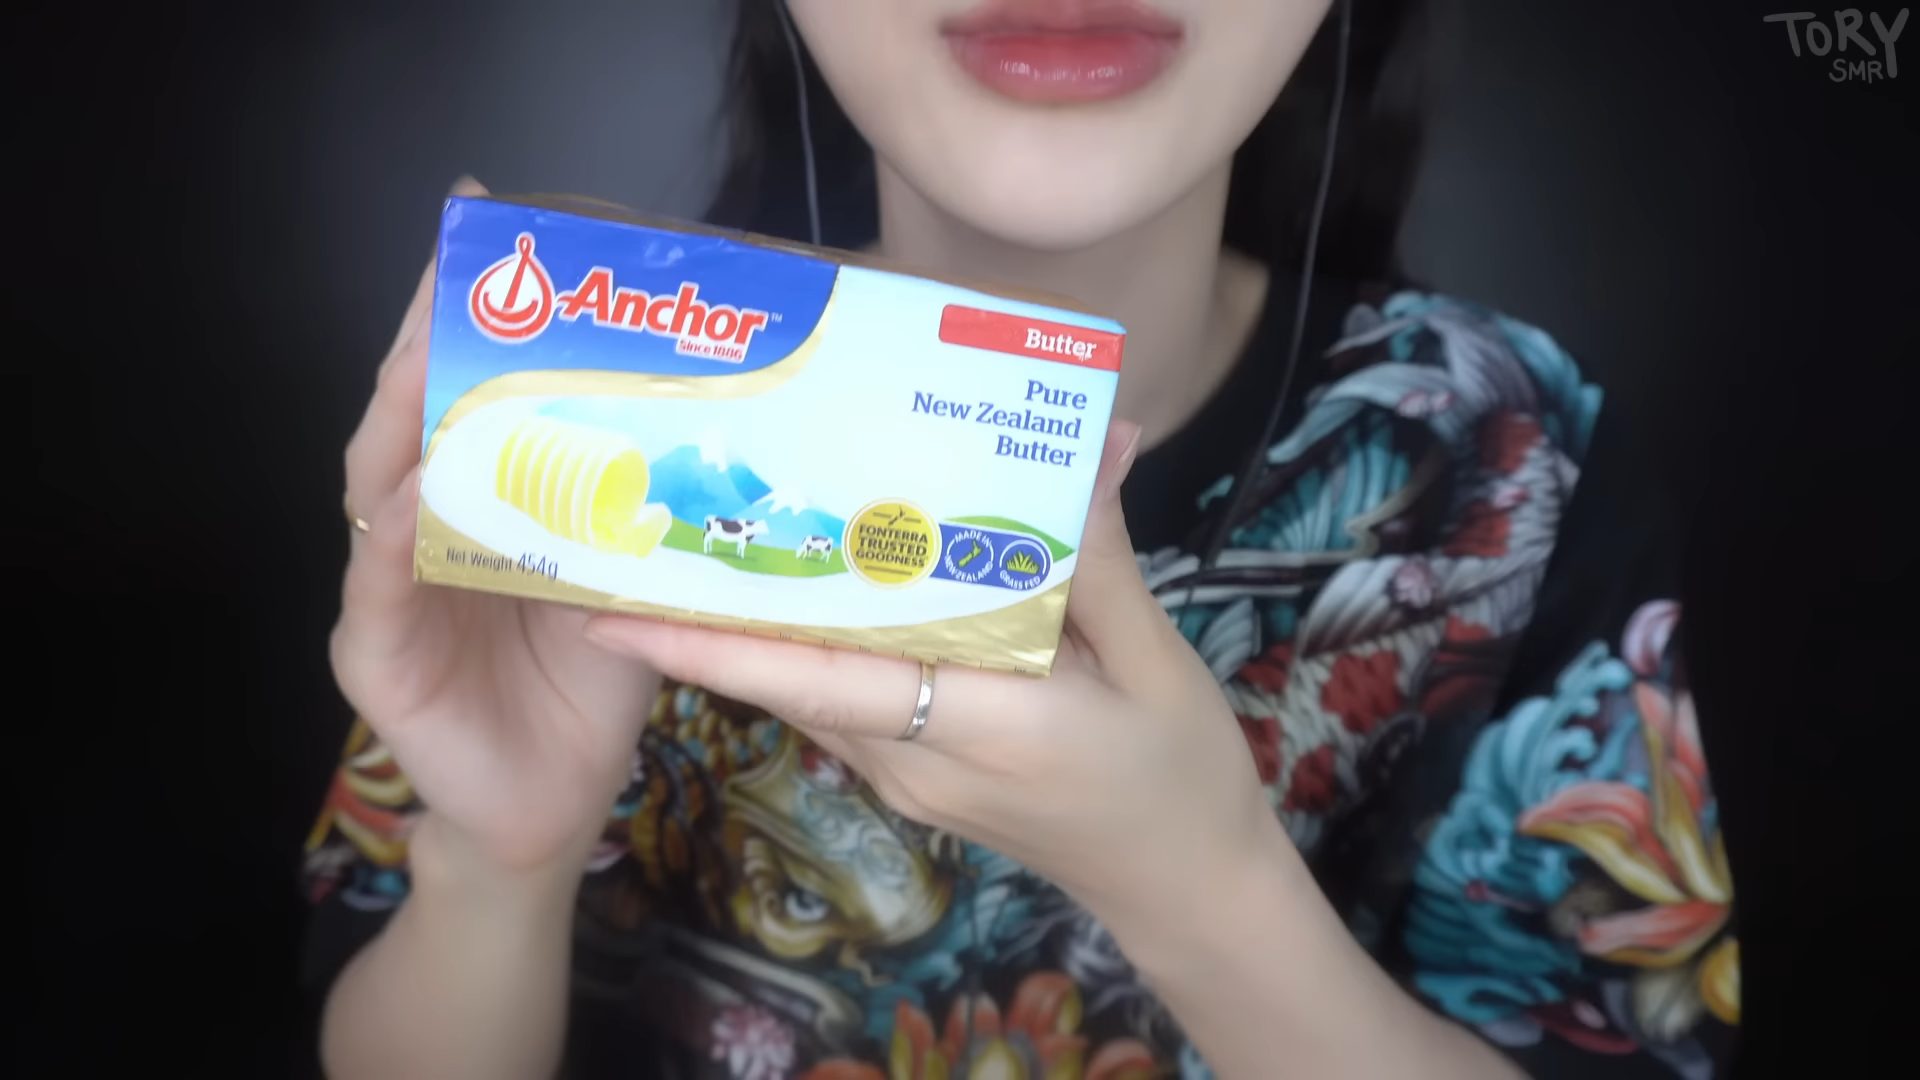 TORY
SMR
Anchor™
Since 1886
Butter
Pure
New Zealand
Butter
FONTERRA
TRUSTED
GOODNESS
MADE IN
NEW ZEALAND
GRASS FED
Net Weight 454g